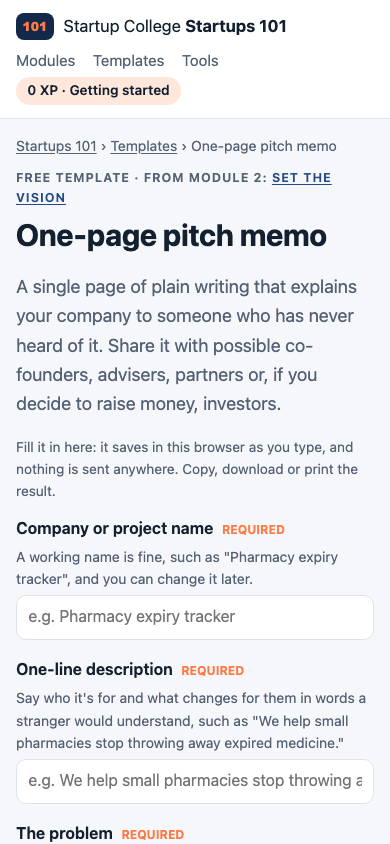 101 Startup College Startups 101
Modules Templates Tools
0 XP · Getting started
Startups 101 › Templates › One-page pitch memo
FREE TEMPLATE · FROM MODULE 2: SET THE
VISION
One-page pitch memo
A single page of plain writing that explains
your company to someone who has never
heard of it. Share it with possible co-
founders, advisers, partners or, if you
decide to raise money, investors.
Fill it in here: it saves in this browser as you type, and
nothing is sent anywhere. Copy, download or print the
result.
Company or project name REQUIRED
A working name is fine, such as "Pharmacy expiry
tracker", and you can change it later.
e.g. Pharmacy expiry tracker
One-line description REQUIRED
Say who it's for and what changes for them in words a
stranger would understand, such as "We help small
pharmacies stop throwing away expired medicine."
e.g. We help small pharmacies stop throwing a
The problem REQUIRED